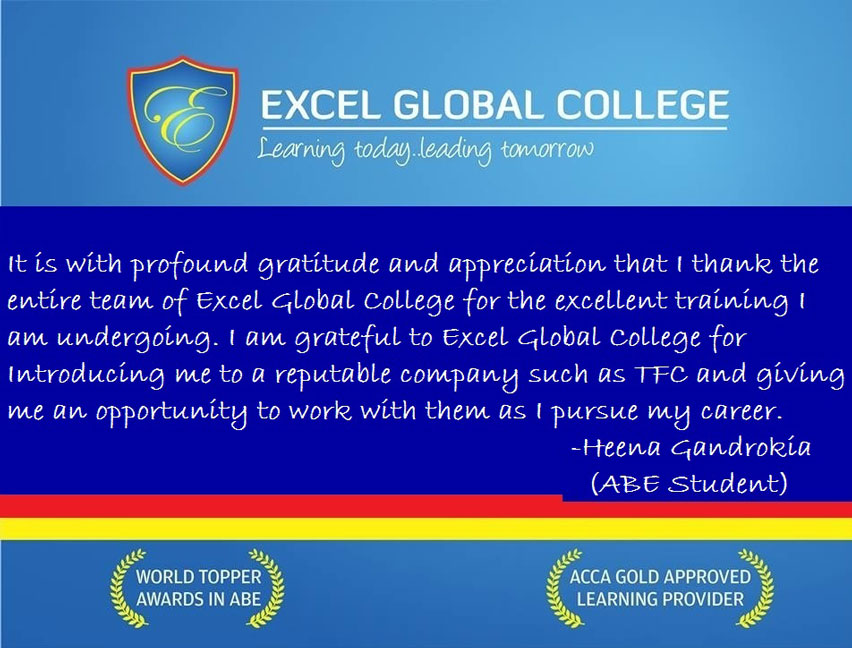 E
EXCEL GLOBAL COLLEGE
Learning today..leading tomorrow
It is with profound gratitude and appreciation that I thank the
entire team of Excel Global College for the excellent training I
am undergoing. I am grateful to Excel Global College for
Introducing me to a reputable company such as TFC and giving
me an opportunity to work with them as I pursue my career.
-Heena Gandrokia
(ABE Student)
WORLD TOPPER
AWARDS IN ABE
ACCA GOLD APPROVED
LEARNING PROVIDER